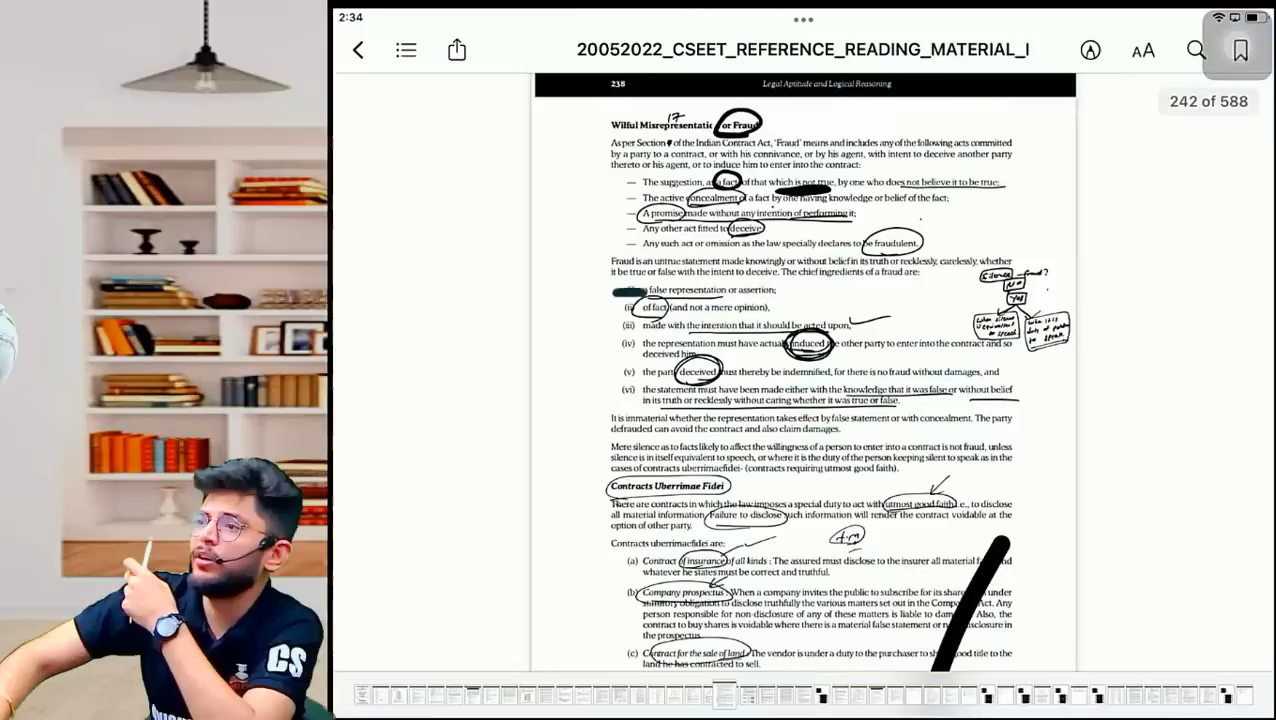 2:34
20052022_CSEET_REFERENCE_READING_MATERIAL_I
AA
242 of 588
238
Legal Aptitude and Logical Reasoning
17
Wilful Misrepresentatic or Fraud
As per Section of the Indian Contract Act, 'Fraud' means and includes any of the following acts committed
by a party to a contract, or with his connivance, or by his agent, with intent to deceive another party
thereto or his agent, or to induce him to enter into the contract:
— The suggestion, as a fact, of that which is not true, by one who does not believe it to be true;
— The active concealment of a fact by one having knowledge or belief of the fact;
— A promise made without any intention of performing it;
— Any other act fitted to deceive
— Any such act or omission as the law specially declares to be fraudulent.
Fraud is an untrue statement made knowingly or without belief in its truth or recklessly, carelessly, whether
it be true or false with the intent to deceive. The chief ingredients of a fraud are:
Silence fraud?
No
Yes
false representation or assertion;
(ii) of fact (and not a mere opinion),
When silence
to speak
duty of
to speak
(iii) made with the intention that it should be acted upon,
(iv) the representation must have actual induced the other party to enter into the contract and so
deceived him,
(v) the party deceived must thereby be indemnified, for there is no fraud without damages, and
(vi) the statement must have been made either with the knowledge that it was false or without belief
in its truth or recklessly without caring whether it was true or false.
It is immaterial whether the representation takes effect by false statement or with concealment. The party
defrauded can avoid the contract and also claim damages.
Mere silence as to facts likely to affect the willingness of a person to enter into a contract is not fraud, unless
silence is in itself equivalent to speech, or where it is the duty of the person keeping silent to speak as in the
cases of contracts uberrimaefidei- (contracts requiring utmost good faith).
Contracts Uberrimae Fidei
There are contracts in which the law imposes a special duty to act with utmost good faith i.e., to disclose
all material information. Failure to disclose such information will render the contract voidable at the
option of other party.
Contracts uberrimaefidei are:
(a) Contract of insurance of all kinds : The assured must disclose to the insurer all material f nd
whatever he states must be correct and truthful.
(b) Company prospectus : When a company invites the public to subscribe for its shar under
statutory obligation to disclose truthfully the various matters set out in the Comp Act. Any
person responsible for non-disclosure of any of these matters is liable to dam Also, the
contract to buy shares is voidable where there is a material false statement or n disclosure in
the prospectus.
(c) Contract for the sale of land : The vendor is under a duty to the purchaser to sh good title to the
land he has contracted to sell.
CS